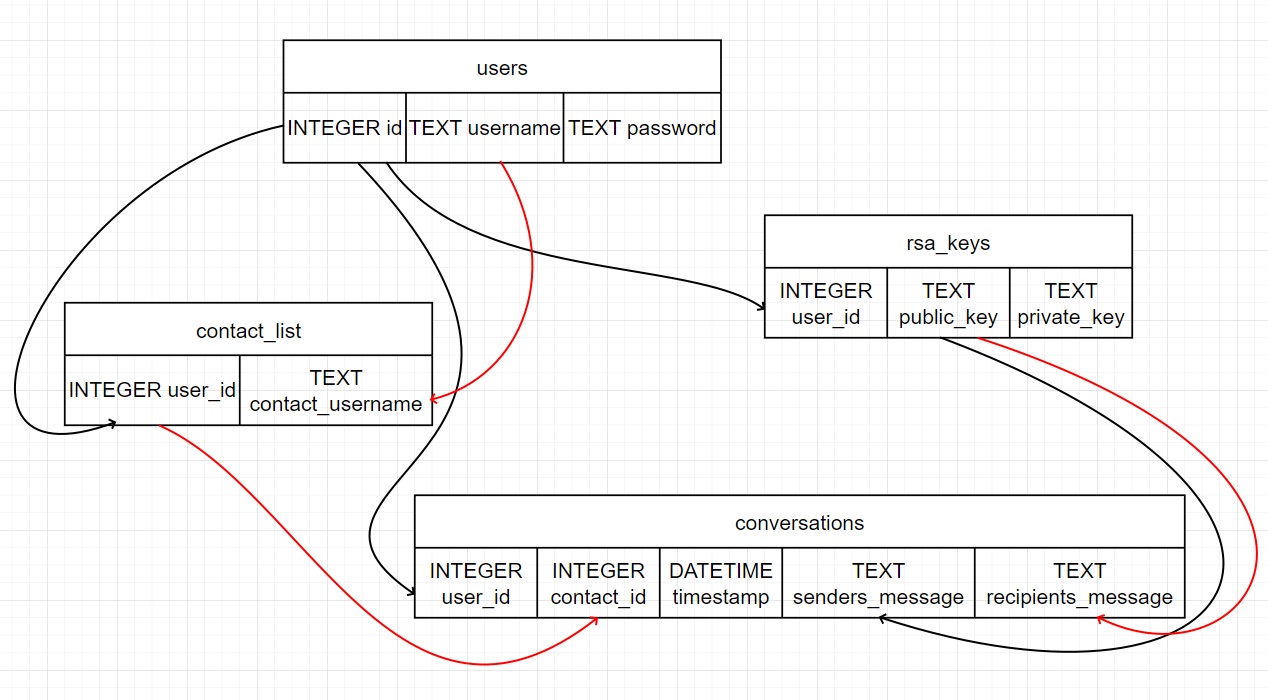 users
INTEGER id
TEXT username
TEXT password
rsa_keys
INTEGER
user_id
TEXT
public_key
TEXT
private_key
contact_list
INTEGER user_id
TEXT
contact_username
conversations
INTEGER
user_id
INTEGER
contact_id
DATETIME
timestamp
TEXT
senders_message
TEXT
recipients_message